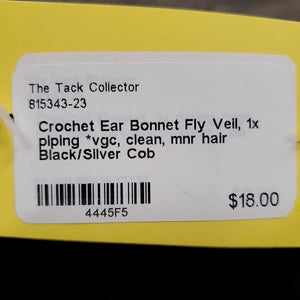 The Tack Collector
815343-23
Crochet Ear Bonnet Fly Veil, 1x
piping *vgc, clean, mnr hair
Black/Silver Cob
4445F5
$18.00